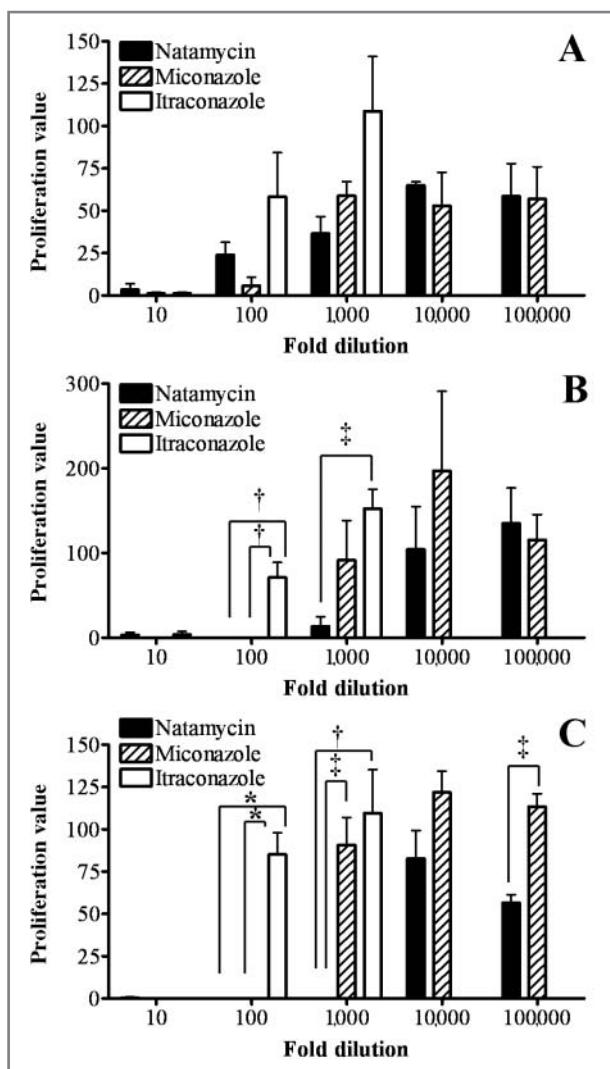 A
Natamycin
Miconazole
Itraconazole
150
125
100
75
50
25
0
Proliferation value
10 100 1,000 10,000 100,000
Fold dilution
B
Natamycin
Miconazole
Itraconazole
300
200
100
0
Proliferation value
‡
†
†
10 100 1,000 10,000 100,000
Fold dilution
C
Natamycin
Miconazole
Itraconazole
150
125
100
75
50
25
0
Proliferation value
†
‡
‡
*
*
10 100 1,000 10,000 100,000
Fold dilution